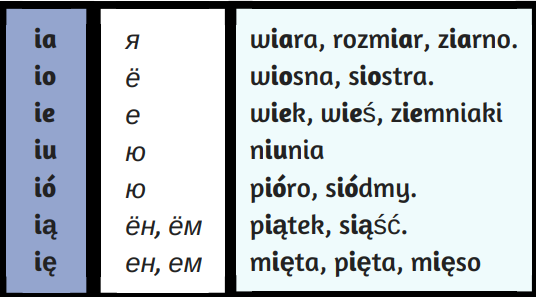 ia я wiara, rozmiar, ziarno.
io ё wiosna, siostra.
ie е wiek, wieś, ziemniaki
iu ю niunia
ió ю pióro, siódmy.
ią ён, ём piątek, siąść.
ię ен, ем mięta, pięta, mięso